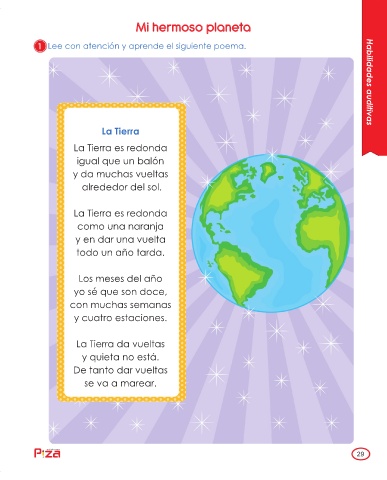 Mi hermoso planeta
1 Lee con atención y aprende el siguiente poema.
Habilidades auditivas
La Tierra
La Tierra es redonda
igual que un balón
y da muchas vueltas
alrededor del sol.
La Tierra es redonda
como una naranja
y en dar una vuelta
todo un año tarda.
Los meses del año
yo sé que son doce,
con muchas semanas
y cuatro estaciones.
La Tierra da vueltas
y quieta no está.
De tanto dar vueltas
se va a marear.
Piza
29